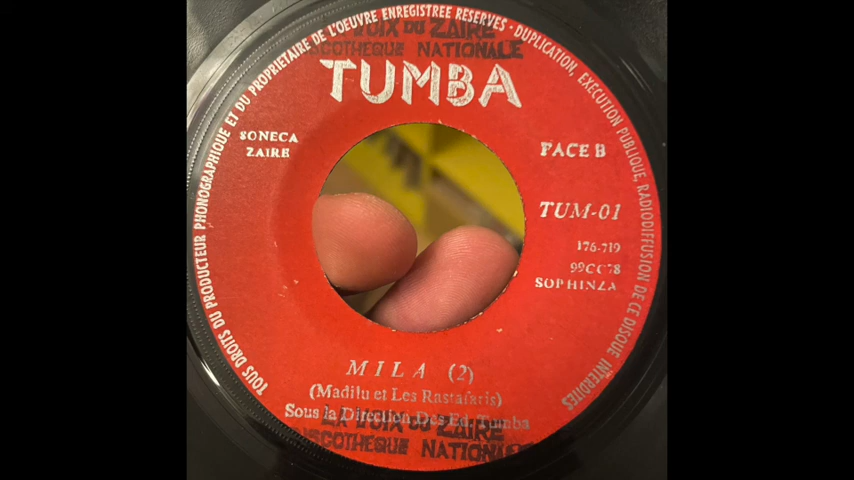 TOUS DROITS DU PRODUCTEUR PHONOGRAPHIQUE ET DU PROPRIETAIRE DE L'OEUVRE ENREGISTREE RESERVES - DUPLICATION, EXECUTION PUBLIQUE, RADIODIFFUSION DE CE DISQUE INTERDITES
VOIX DU ZAIRE
DISCOTHEQUE NATIONALE
TUMBA
SONECA
ZAIRE
FACE B
TUM-01
176-719
99CC78
SOPHINZA
MILA (2)
(Madilu et Les Rastafaris)
Sous la Direction Des Ed. Tumba
LA VOIX DU ZAIRE
DISCOTHEQUE NATIONALE